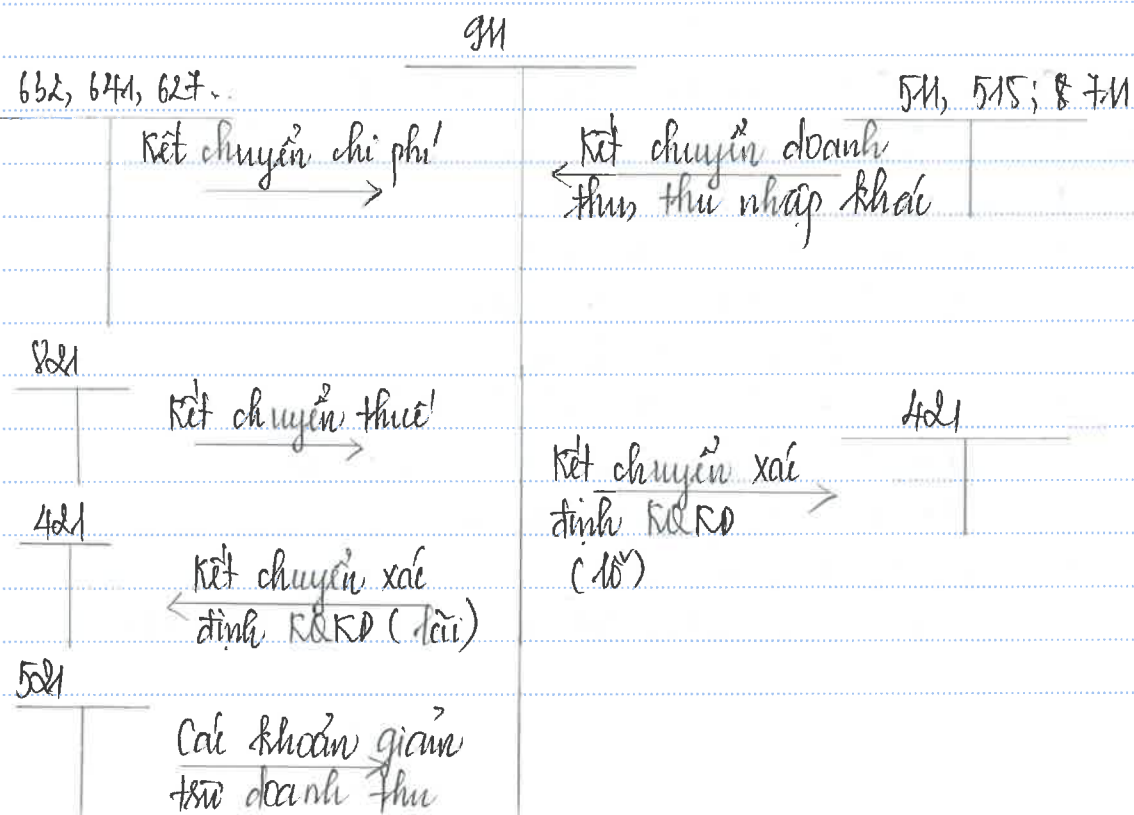 911
632, 641, 627..
511, 515; 711
Kết chuyển chi phí
Kết chuyển doanh
thu, thu nhập khác
821
Kết chuyển thuế
421
Kết chuyển xác
định KQKD
(lỗ)
421
Kết chuyển xác
định KQKD (lãi)
521
Các khoản giảm
trừ doanh thu